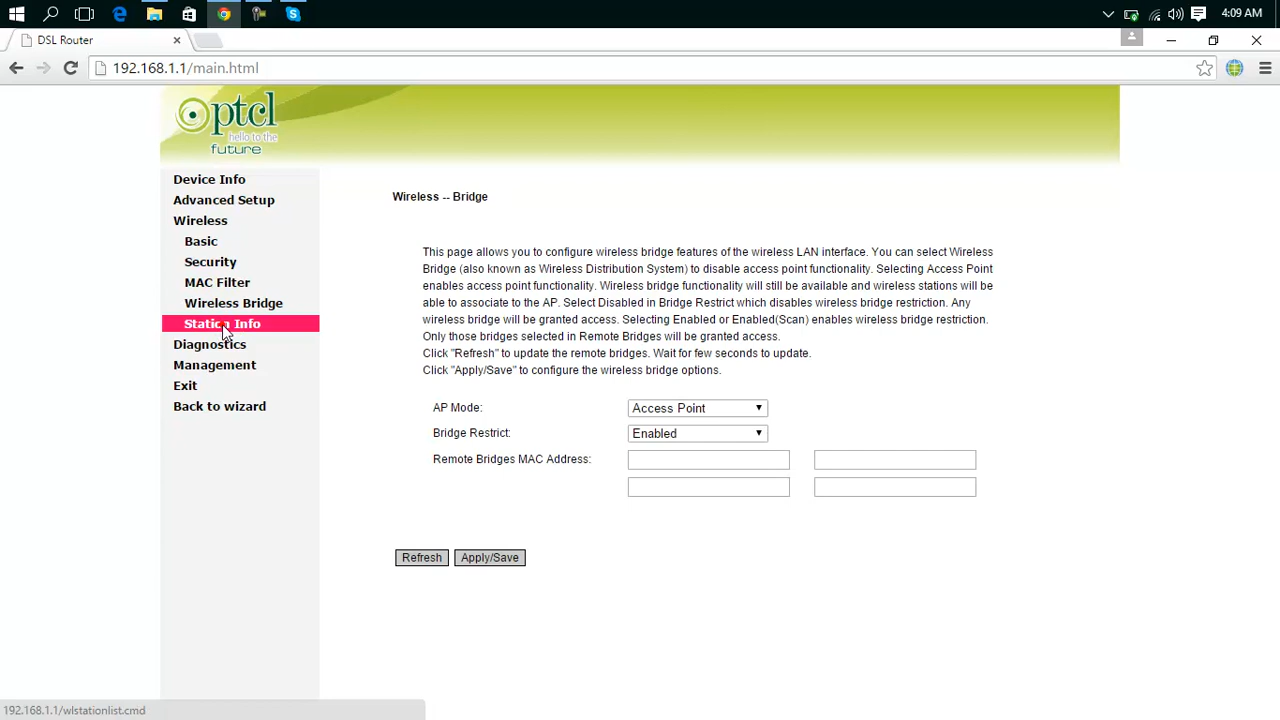 4:09 AM
DSL Router
192.168.1.1/main.html
ptcl
hello to the
future
Device Info
Advanced Setup
Wireless
Basic
Security
MAC Filter
Wireless Bridge
Station Info
Diagnostics
Management
Exit
Back to wizard
Wireless -- Bridge
This page allows you to configure wireless bridge features of the wireless LAN interface. You can select Wireless
Bridge (also known as Wireless Distribution System) to disable access point functionality. Selecting Access Point
enables access point functionality. Wireless bridge functionality will still be available and wireless stations will be
able to associate to the AP. Select Disabled in Bridge Restrict which disables wireless bridge restriction. Any
wireless bridge will be granted access. Selecting Enabled or Enabled(Scan) enables wireless bridge restriction.
Only those bridges selected in Remote Bridges will be granted access.
Click "Refresh" to update the remote bridges. Wait for few seconds to update.
Click "Apply/Save" to configure the wireless bridge options.
AP Mode: Access Point
Bridge Restrict: Enabled
Remote Bridges MAC Address:
Refresh Apply/Save
192.168.1.1/wlstationlist.cmd